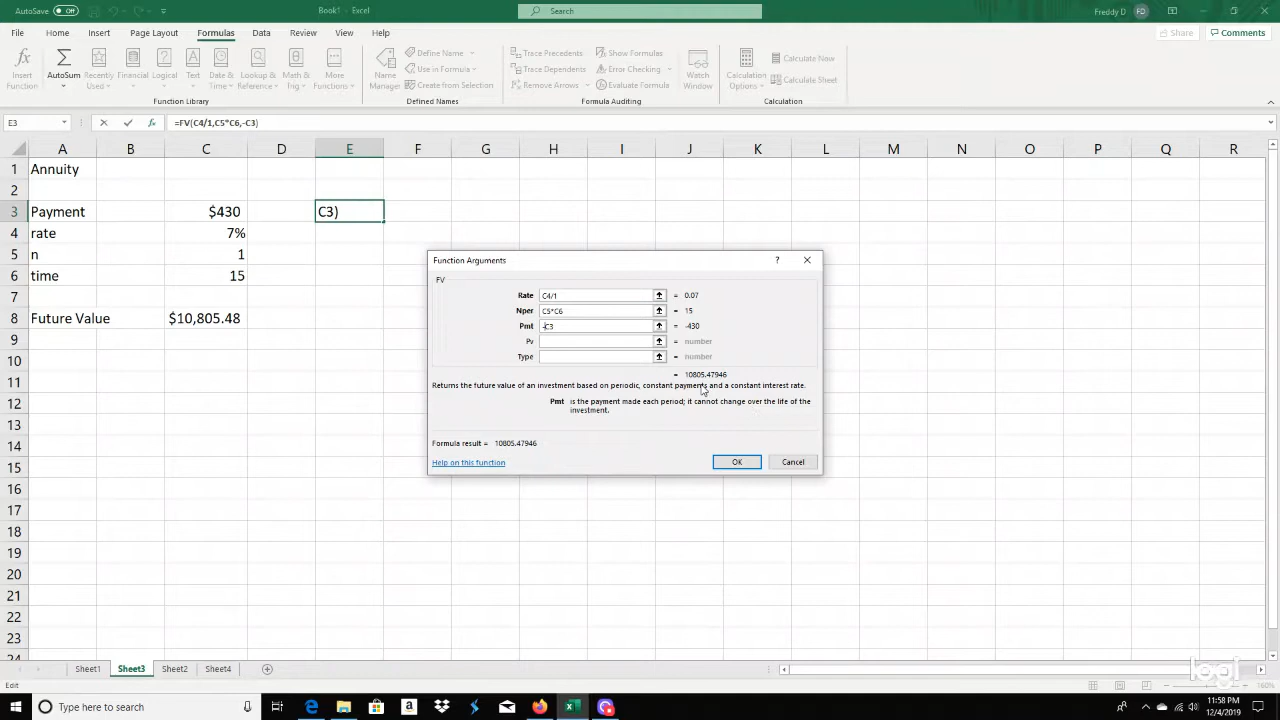 AutoSave Off Book1 - Excel Search Freddy D FD
File Home Insert Page Layout Formulas Data Review View Help Share Comments
Insert Function
AutoSum
Recently Used
Financial
Logical
Text
Date & Time
Lookup & Reference
Math & Trig
More Functions
Function Library
Name Manager
Define Name
Use in Formula
Create from Selection
Defined Names
Trace Precedents
Trace Dependents
Remove Arrows
Show Formulas
Error Checking
Evaluate Formula
Formula Auditing
Watch Window
Calculation Options
Calculate Now
Calculate Sheet
Calculation
E3 =FV(C4/1,C5*C6,-C3)
A B C D E F G H I J K L M N O P Q R
1 Annuity
2
3 Payment $430 C3)
4 rate 7%
5 n 1
6 time 15
7
8 Future Value $10,805.48
9
10
11
12
13
14
15
16
17
18
19
20
21
22
23
24
Function Arguments ?
FV
Rate C4/1 = 0.07
Nper C5*C6 = 15
Pmt -C3 = -430
Pv = number
Type = number
= 10805.47946
Returns the future value of an investment based on periodic, constant payments and a constant interest rate.
Pmt is the payment made each period; it cannot change over the life of the
investment.
Formula result = 10805.47946
Help on this function OK Cancel
Sheet1 Sheet3 Sheet2 Sheet4
Edit 160%
Type here to search
11:58 PM
12/4/2019